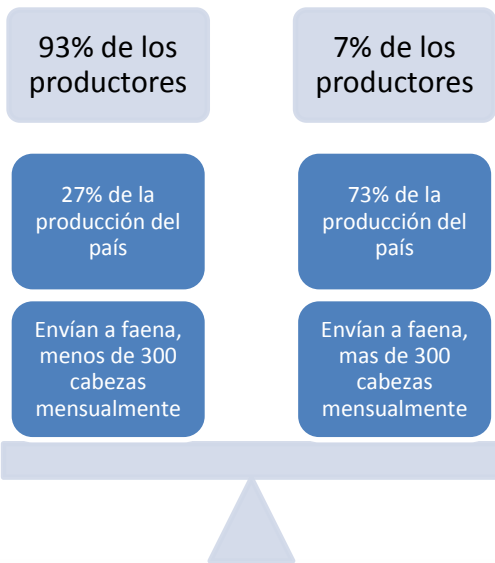 93% de los
productores
7% de los
productores
27% de la
producción del
país
73% de la
producción del
país
Envían a faena,
menos de 300
cabezas
mensualmente
Envían a faena,
mas de 300
cabezas
mensualmente